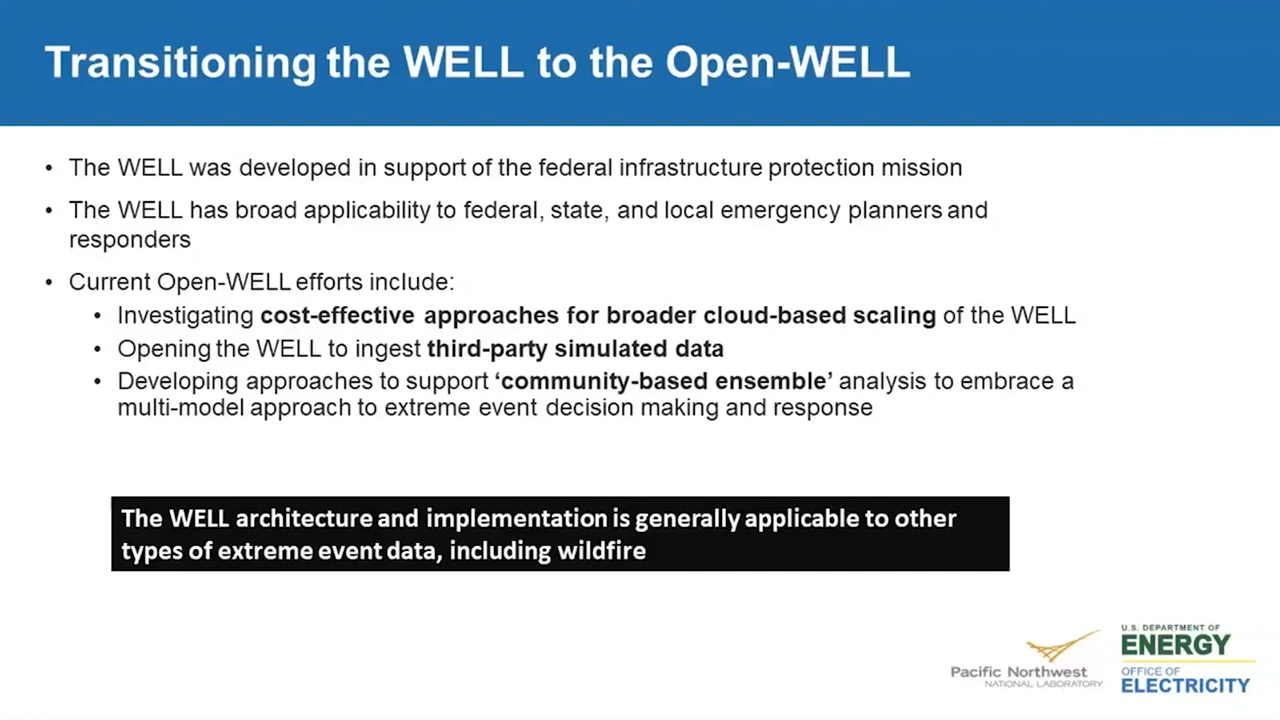 Transitioning the WELL to the Open-WELL
• The WELL was developed in support of the federal infrastructure protection mission
• The WELL has broad applicability to federal, state, and local emergency planners and
responders
• Current Open-WELL efforts include:
• Investigating cost-effective approaches for broader cloud-based scaling of the WELL
• Opening the WELL to ingest third-party simulated data
• Developing approaches to support ‘community-based ensemble’ analysis to embrace a
multi-model approach to extreme event decision making and response
The WELL architecture and implementation is generally applicable to other
types of extreme event data, including wildfire
Pacific Northwest
NATIONAL LABORATORY
U.S. DEPARTMENT OF
ENERGY
OFFICE OF
ELECTRICITY